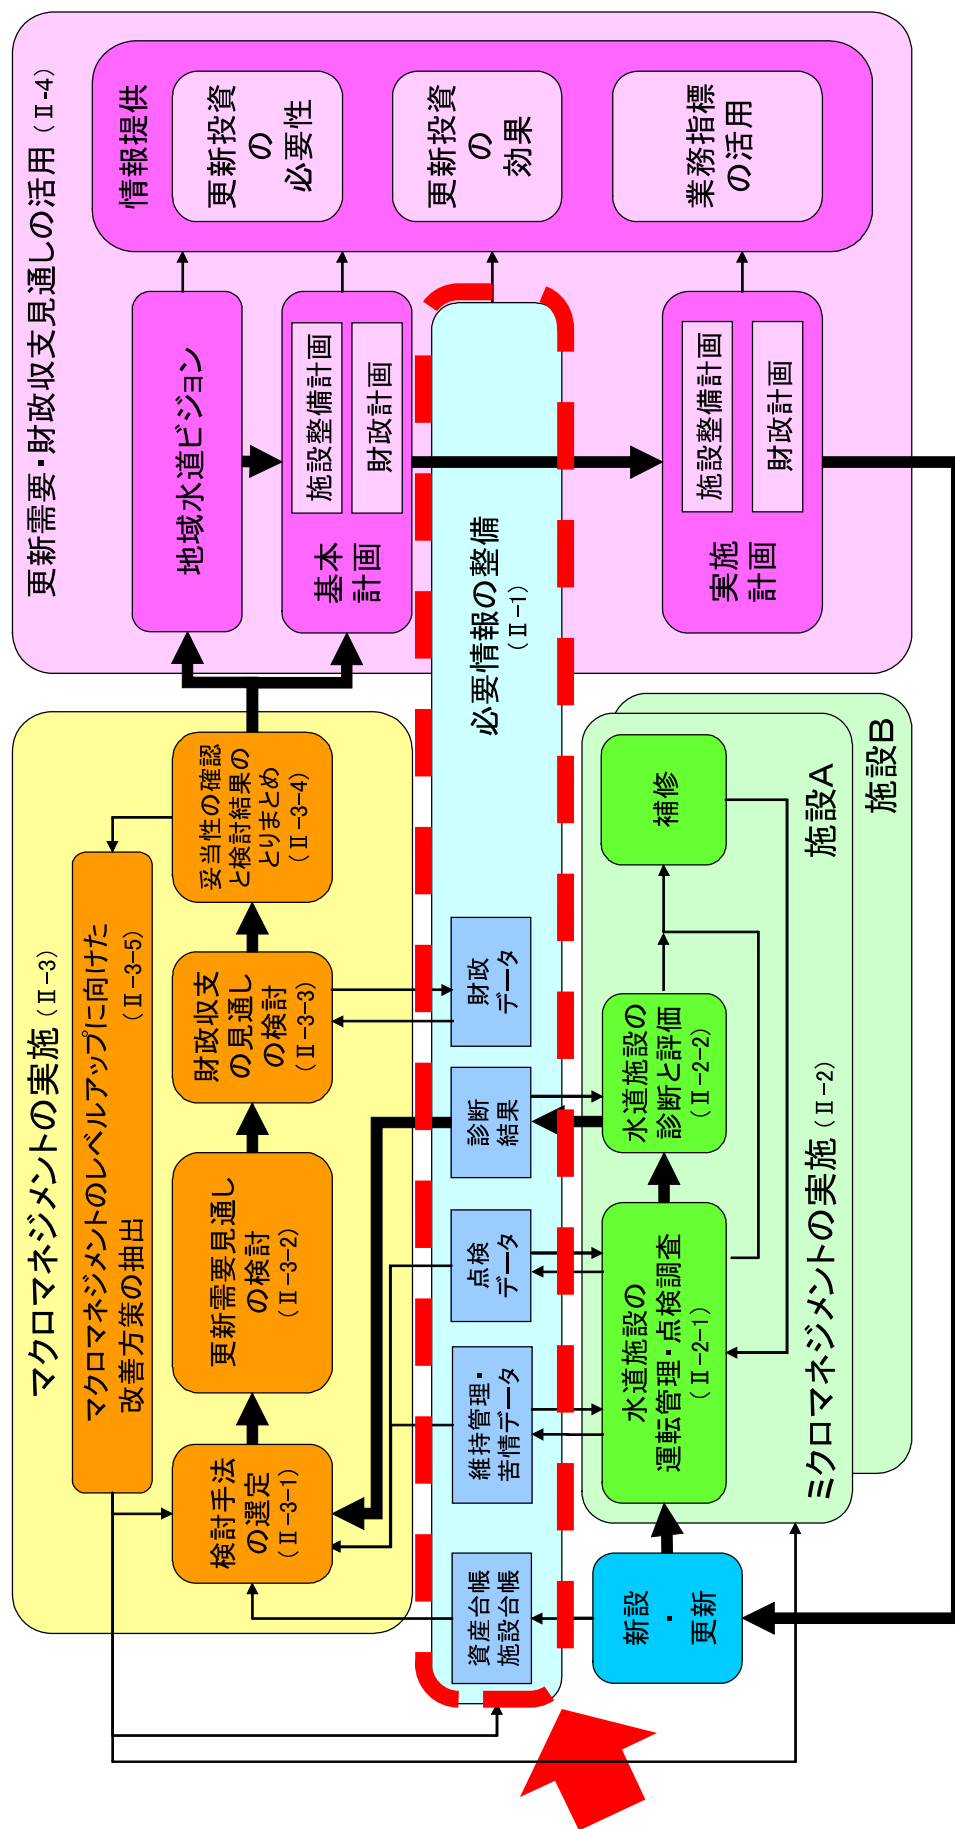 マクロマネジメントの実施(Ⅱ-3)
マクロマネジメントのレベルアップに向けた
改善方策の抽出
(Ⅱ-3-5)
検討手法
の選定
(Ⅱ-3-1)
更新需要見通し
の検討
(Ⅱ-3-2)
財政収支
の見通し
の検討
(Ⅱ-3-3)
妥当性の確認
と検討結果の
とりまとめ
(Ⅱ-3-4)
更新需要・財政収支見通しの活用(Ⅱ-4)
地域水道ビジョン
基本
計画
施設整備計画
財政計画
実施
計画
施設整備計画
財政計画
情報提供
更新投資
の
必要性
更新投資
の
効果
業務指標
の活用
必要情報の整備
(Ⅱ-1)
資産台帳
施設台帳
維持管理・
苦情データ
点検
データ
診断
結果
財政
データ
新設
・
更新
水道施設の
運転管理・点検調査
(Ⅱ-2-1)
水道施設の
診断と評価
(Ⅱ-2-2)
補修
ミクロマネジメントの実施(Ⅱ-2)
施設A
施設B